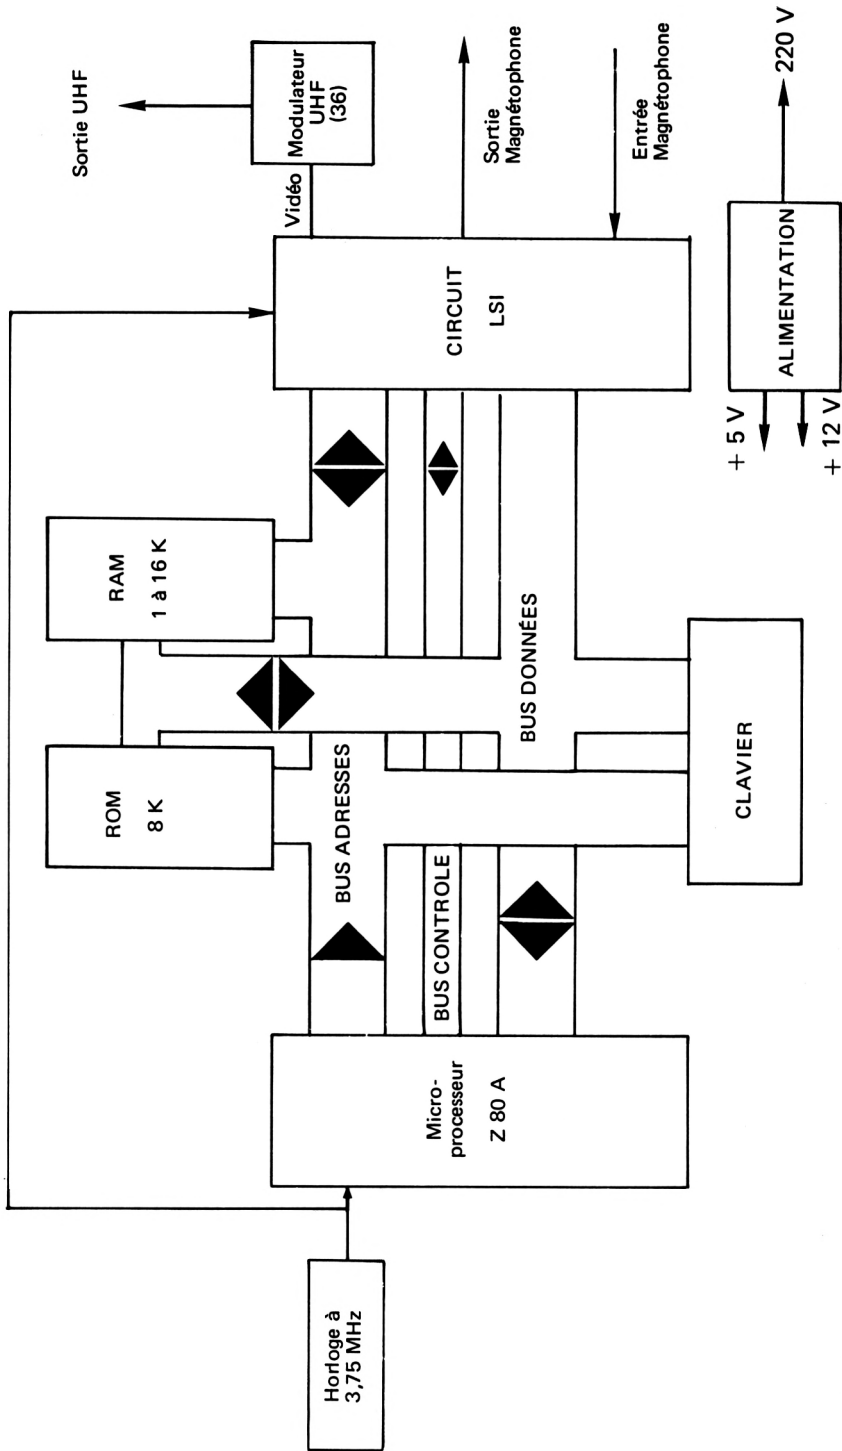 Horloge à
3,75 MHz
Micro-
processeur
Z 80 A
BUS ADRESSES
BUS CONTROLE
BUS DONNÉES
ROM
8 K
RAM
1 à 16 K
CLAVIER
CIRCUIT
LSI
Vidéo
Modulateur
UHF
(36)
Sortie UHF
Sortie
Magnétophone
Entrée
Magnétophone
ALIMENTATION
+ 5 V
+ 12 V
220 V